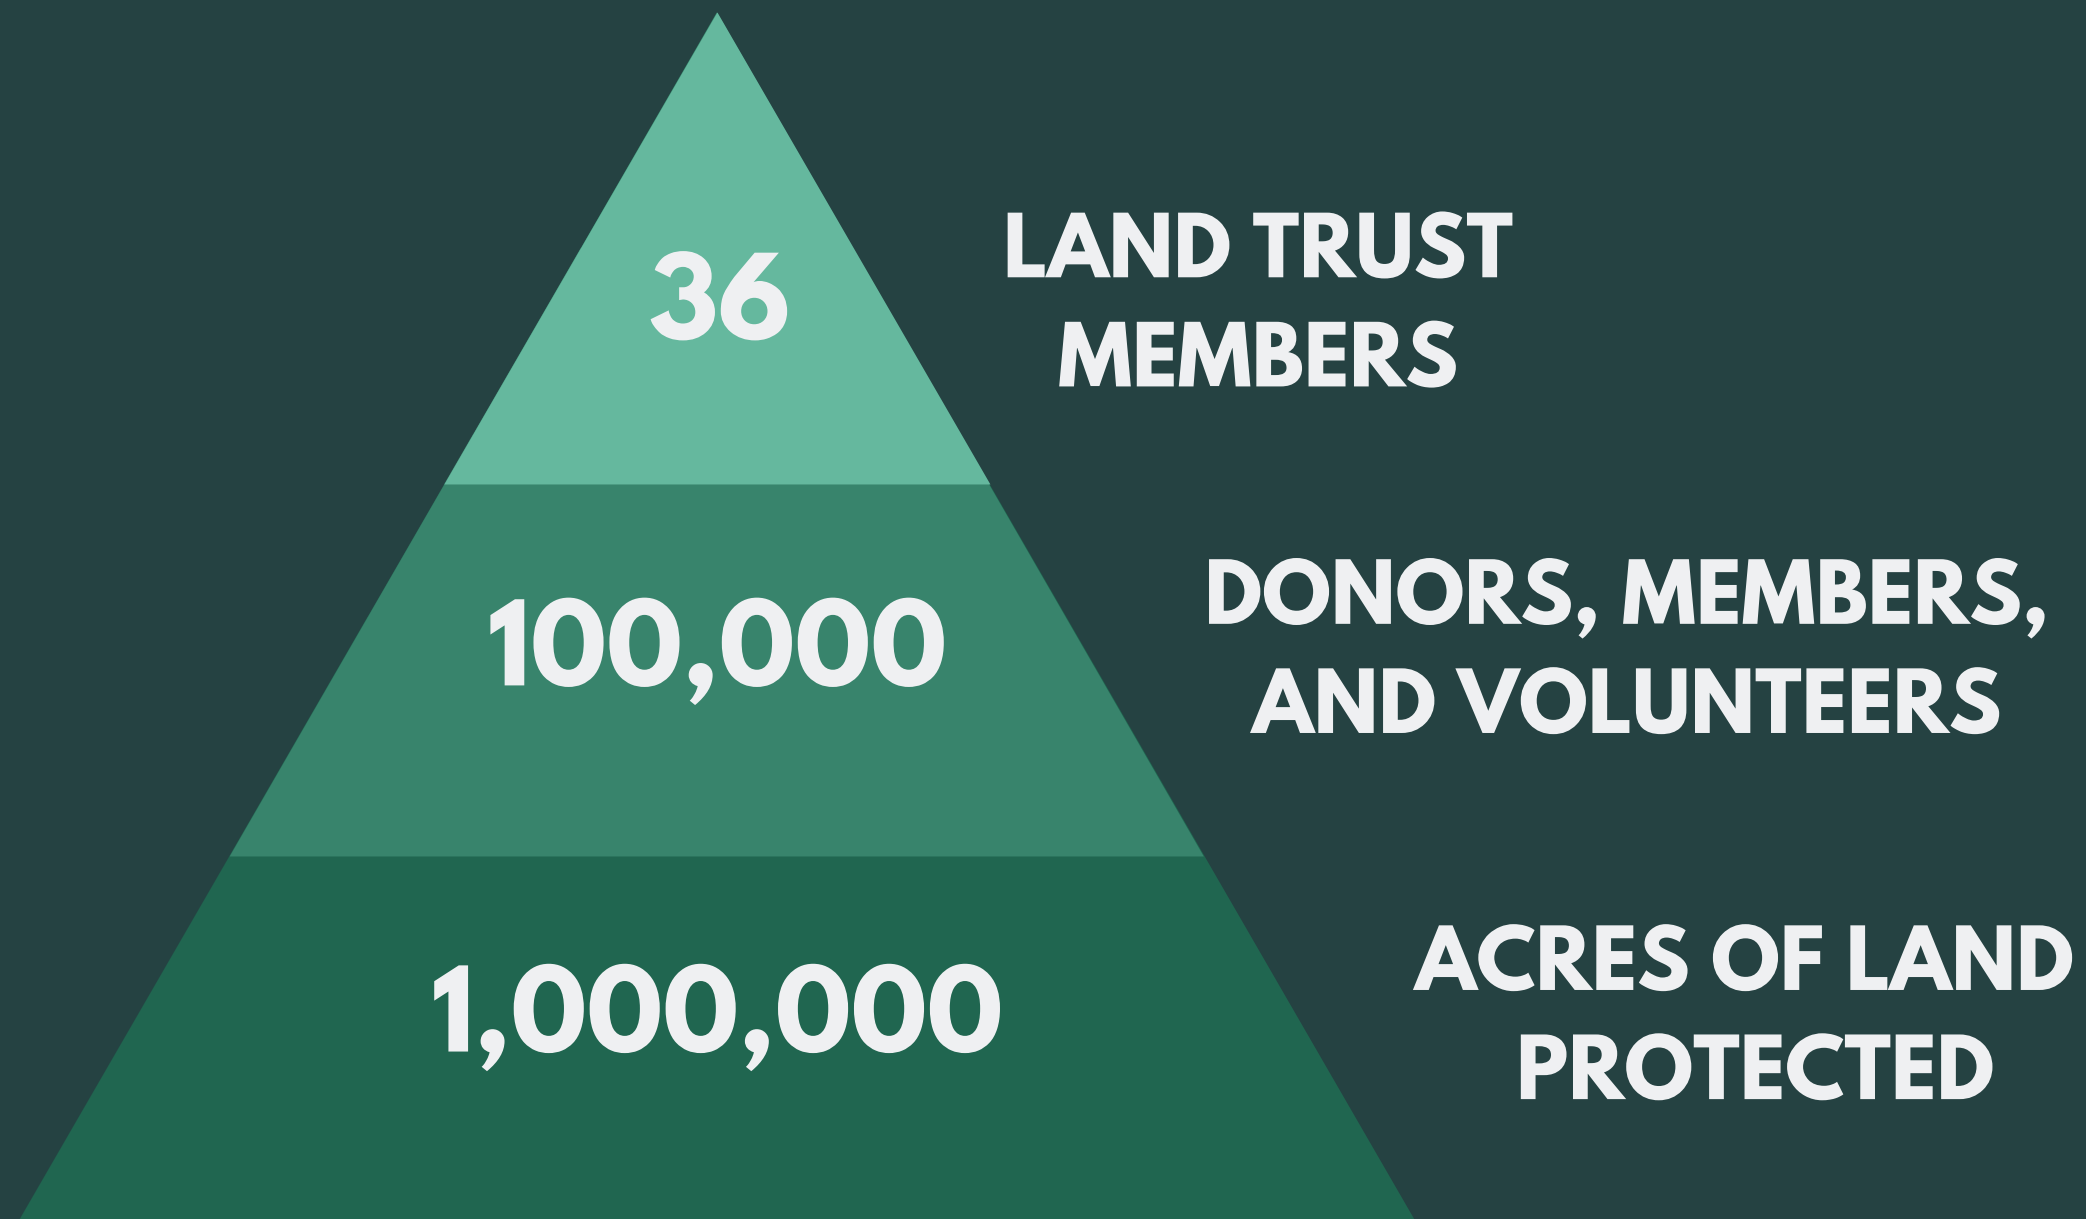 36
LAND TRUST
MEMBERS
100,000
DONORS, MEMBERS,
AND VOLUNTEERS
1,000,000
ACRES OF LAND
PROTECTED